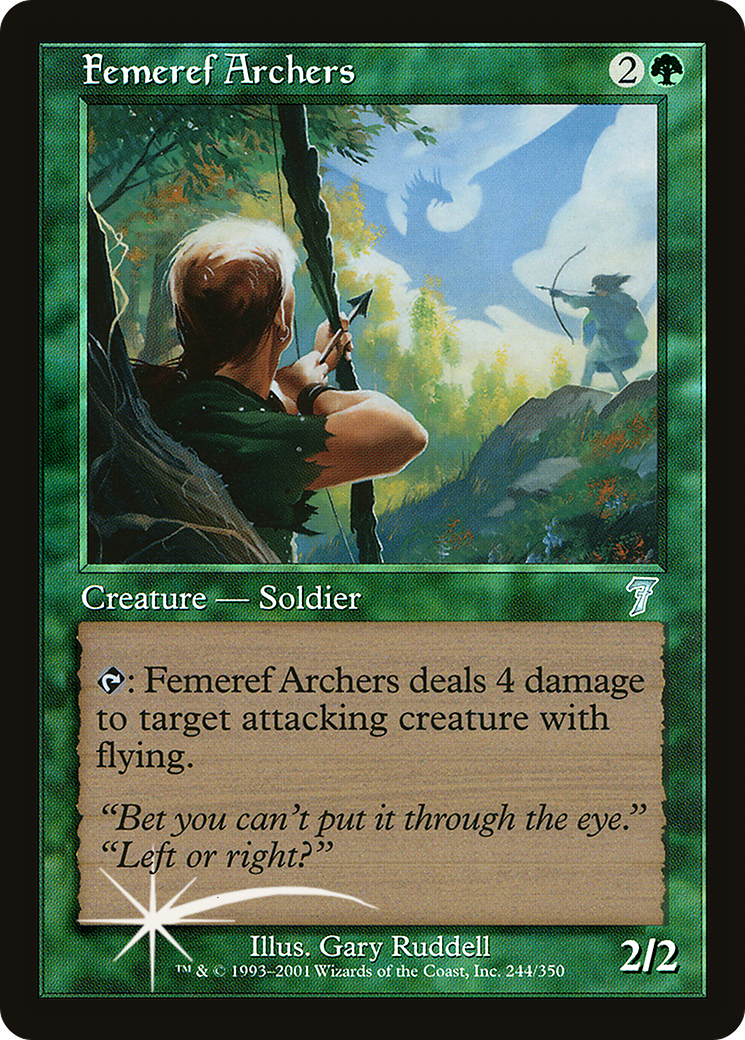 Femeref Archers 2
Creature — Soldier 7
: Femeref Archers deals 4 damage
to target attacking creature with
flying.
“Bet you can’t put it through the eye.”
“Left or right?”
Illus. Gary Ruddell
™ & © 1993–2001 Wizards of the Coast, Inc. 244/350
2/2